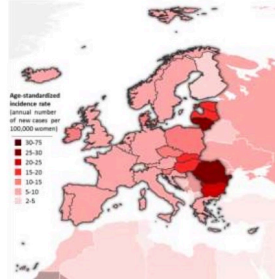 Age-standardized
incidence rate
(annual number
of new cases per
100,000 women)
30-75
25-30
20-25
15-20
10-15
5-10
2-5